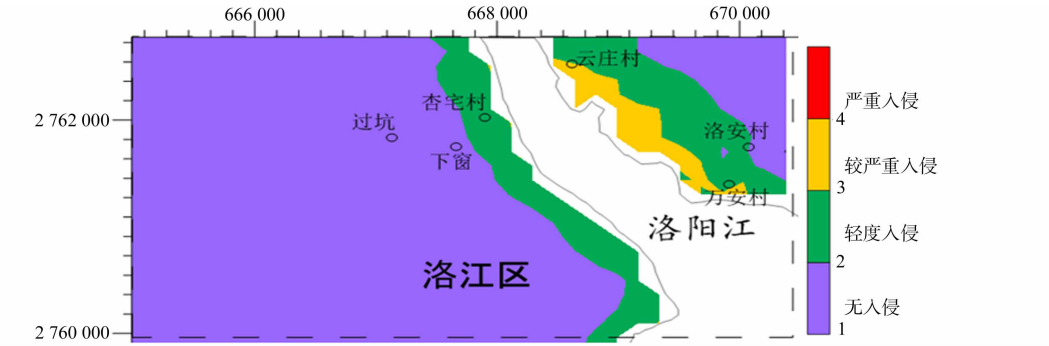 666 000
668 000
670 000
云庄村
杏宅村
2 762 000
过坑
下窗
洛安村
万安村
洛阳江
洛江区
2 760 000
严重入侵
4
较严重入侵
3
轻度入侵
2
无入侵
1